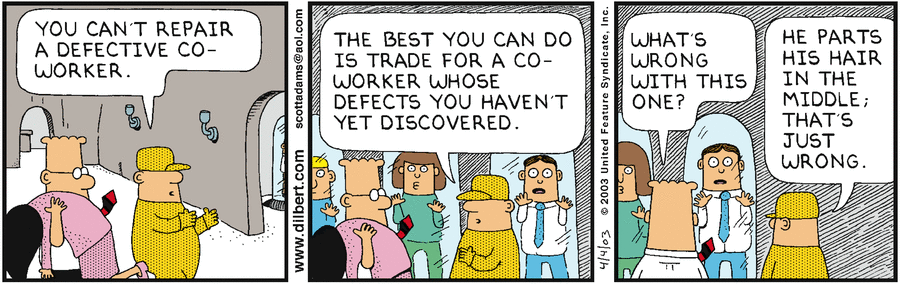 YOU CAN'T REPAIR
A DEFECTIVE CO-
WORKER.
scottadams@aol.com
www.dilbert.com
THE BEST YOU CAN DO
IS TRADE FOR A CO-
WORKER WHOSE
DEFECTS YOU HAVEN'T
YET DISCOVERED.
4/4/03 © 2003 United Feature Syndicate, Inc.
WHAT'S
WRONG
WITH THIS
ONE?
HE PARTS
HIS HAIR
IN THE
MIDDLE;
THAT'S
JUST
WRONG.